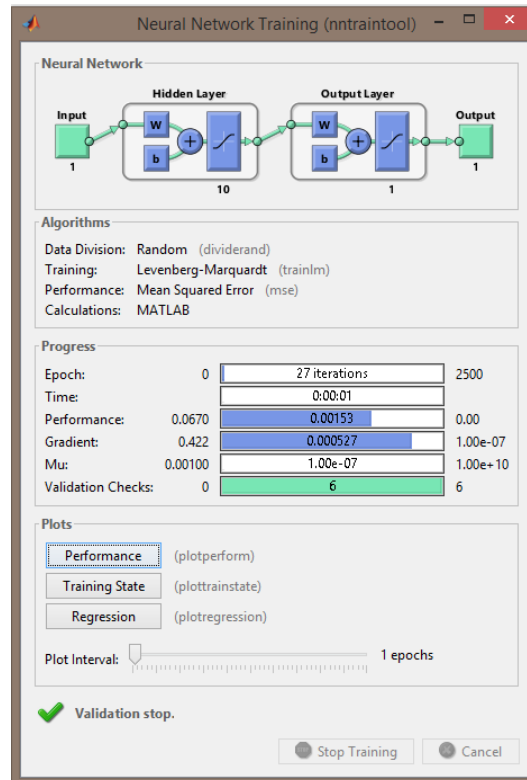 Neural Network Training (nntraintool)
Neural Network
Hidden Layer
Output Layer
Input
Output
W
W
b
b
1
10
1
1
Algorithms
Data Division: Random (dividerand)
Training: Levenberg-Marquardt (trainlm)
Performance: Mean Squared Error (mse)
Calculations: MATLAB
Progress
Epoch: 0 27 iterations 2500
Time: 0:00:01
Performance: 0.0670 0.00153 0.00
Gradient: 0.422 0.000527 1.00e-07
Mu: 0.00100 1.00e-07 1.00e+10
Validation Checks: 0 6 6
Plots
Performance (plotperform)
Training State (plottrainstate)
Regression (plotregression)
Plot Interval: 1 epochs
Validation stop.
Stop Training Cancel